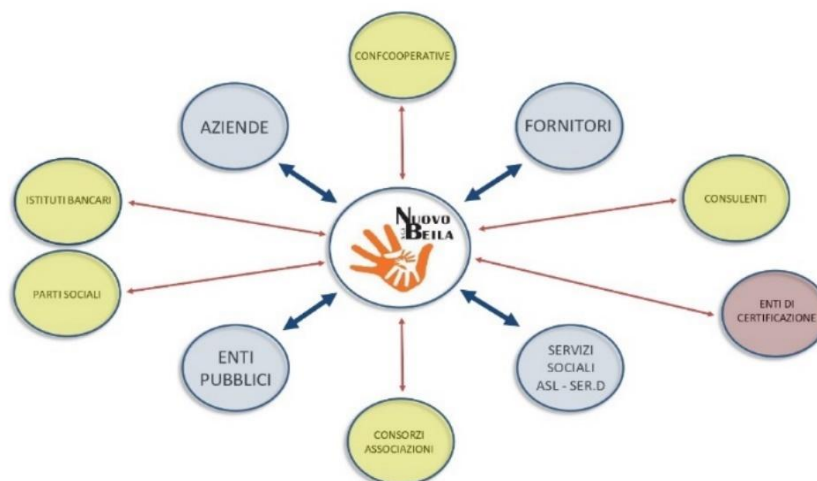 CONFCOOPERATIVE
AZIENDE
FORNITORI
ISTITUTI BANCARI
CONSULENTI
NUOVO
BEILA
PARTI SOCIALI
ENTI DI
CERTIFICAZIONE
ENTI
PUBBLICI
SERVIZI
SOCIALI
ASL - SER.D
CONSORZI
ASSOCIAZIONI